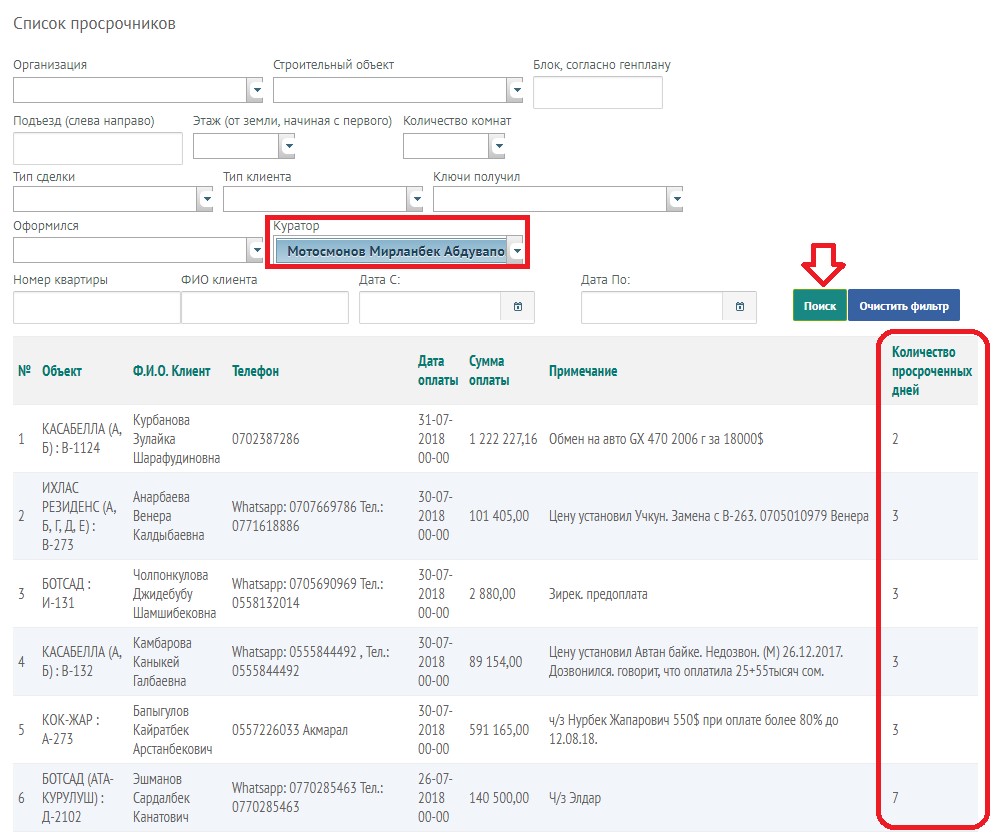 Список просрочников
Организация
Строительный объект
Блок, согласно генплану
Подъезд (слева направо)
Этаж (от земли, начиная с первого)
Количество комнат
Тип сделки
Тип клиента
Ключи получил
Оформился
Куратор
Мотосмонов Мирланбек Абдувапо
Номер квартиры
ФИО клиента
Дата С:
Дата По:
Поиск
Очистить фильтр
№
Объект
Ф.И.О. Клиент
Телефон
Дата
оплаты
Сумма
оплаты
Примечание
Количество
просроченных
дней
1
КАСАБЕЛЛА (А,
Б) : В-1124
Курбанова
Зулайка
Шарафудиновна
0702387286
31-07-
2018
00-00
1 222 227,16
Обмен на авто GX 470 2006 г за 18000$
2
2
ИХЛАС
РЕЗИДЕНС (А,
Б, Г, Д, Е) :
В-273
Анарбаева
Венера
Калдыбаевна
Whatsapp: 0707669786 Тел.:
0771618886
30-07-
2018
00-00
101 405,00
Цену установил Учкун. Замена с В-263. 0705010979 Венера
3
3
БОТСАД :
И-131
Чолпонкулова
Джидебубу
Шамшибековна
Whatsapp: 0705690969 Тел.:
0558132014
30-07-
2018
00-00
2 880,00
Зирек. предоплата
3
4
КАСАБЕЛЛА (А,
Б) : В-132
Камбарова
Каныкей
Галбаевна
Whatsapp: 0555844492 , Тел.:
0555844492
30-07-
2018
00-00
89 154,00
Цену установил Автан байке. Недозвон. (М) 26.12.2017.
Дозвонился. говорит, что оплатила 25+55тысяч сом.
3
5
КОК-ЖАР :
А-273
Бапыгулов
Кайратбек
Арстанбекович
0557226033 Акмарал
30-07-
2018
00-00
591 165,00
ч/з Нурбек Жапарович 550$ при оплате более 80% до
12.08.18.
3
6
БОТСАД (АТА-
КУРУЛУШ) :
Д-2102
Эшманов
Сардалбек
Канатович
Whatsapp: 0770285463 Тел.:
0770285463
26-07-
2018
00-00
140 500,00
Ч/з Элдар
7